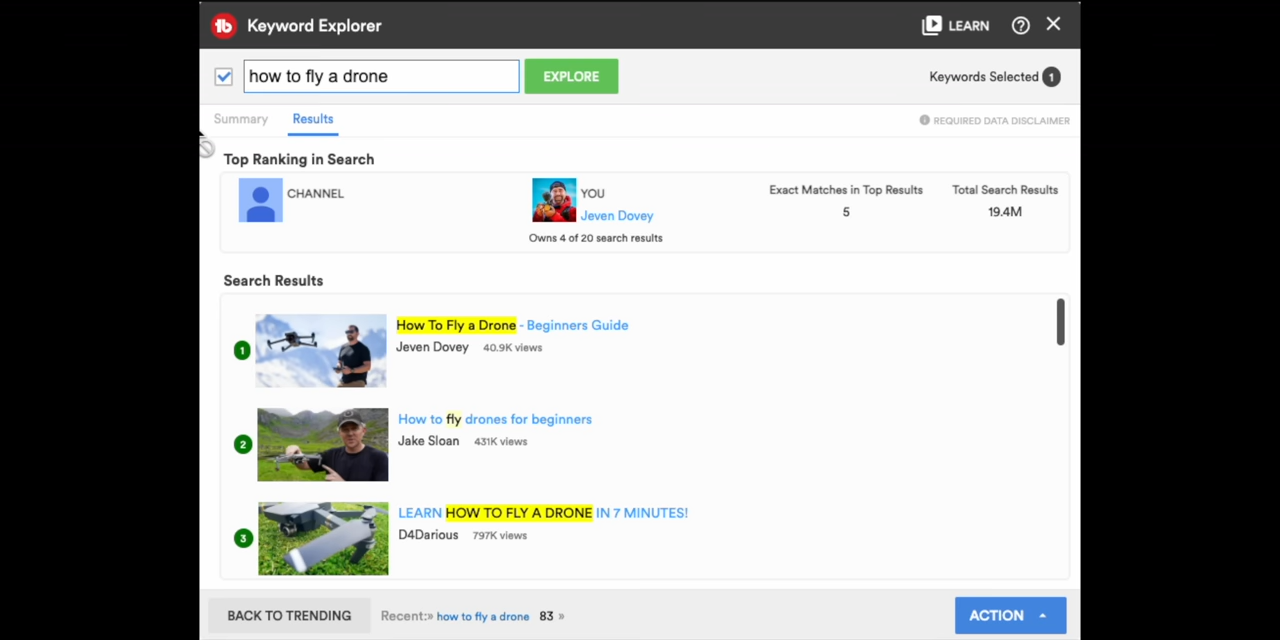 tb Keyword Explorer LEARN ?
how to fly a drone EXPLORE Keywords Selected 1
Summary Results REQUIRED DATA DISCLAIMER
Top Ranking in Search
CHANNEL YOU Exact Matches in Top Results Total Search Results
Jeven Dovey 5 19.4M
Owns 4 of 20 search results
Search Results
How To Fly a Drone - Beginners Guide
1 Jeven Dovey 40.9K views
How to fly drones for beginners
2 Jake Sloan 431K views
LEARN HOW TO FLY A DRONE IN 7 MINUTES!
3 D4Darious 797K views
BACK TO TRENDING Recent:» how to fly a drone 83 » ACTION